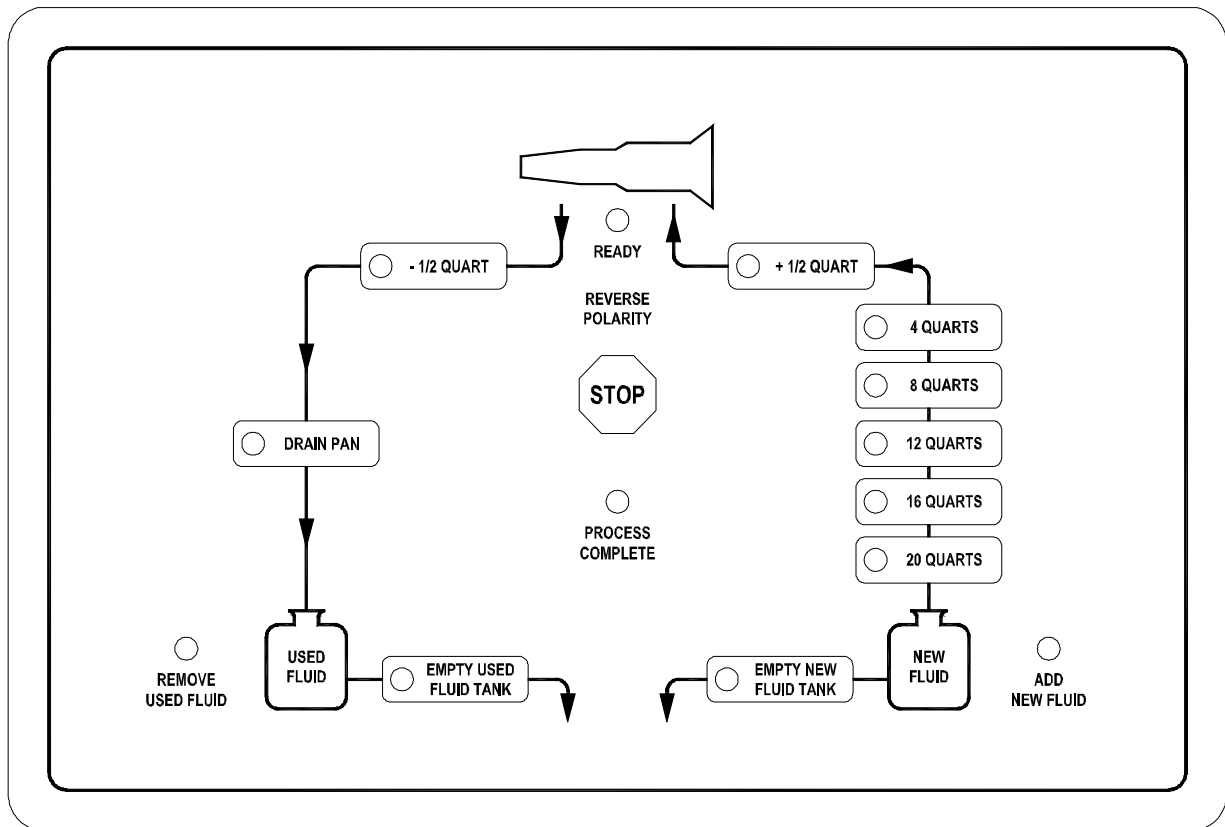 READY
- 1/2 QUART
+ 1/2 QUART
REVERSE
POLARITY
4 QUARTS
8 QUARTS
STOP
DRAIN PAN
12 QUARTS
16 QUARTS
PROCESS
COMPLETE
20 QUARTS
REMOVE
USED FLUID
USED
FLUID
EMPTY USED
FLUID TANK
EMPTY NEW
FLUID TANK
NEW
FLUID
ADD
NEW FLUID